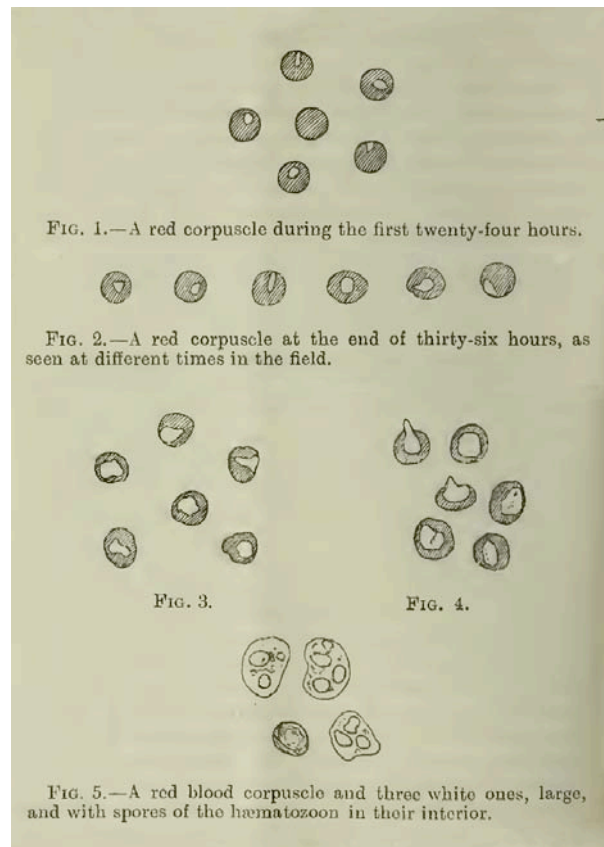 FIG. 1.—A red corpuscle during the first twenty-four hours.
FIG. 2.—A red corpuscle at the end of thirty-six hours, as
seen at different times in the field.
FIG. 3.
FIG. 4.
FIG. 5.—A red blood corpuscle and three white ones, large,
and with spores of the hæmatozoon in their interior.